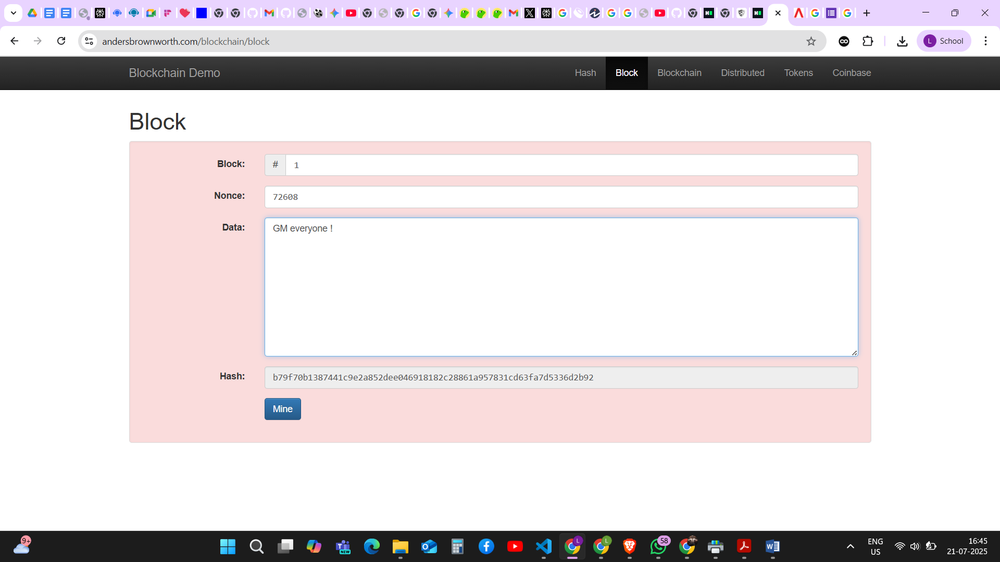 School
andersbrownworth.com/blockchain/block
Blockchain Demo
Hash
Block
Blockchain
Distributed
Tokens
Coinbase
Block
Block:
#
1
Nonce:
72608
Data:
GM everyone !
Hash:
b79f70b1387441c9e2a852dee046918182c28861a957831cd63fa7d5336d2b92
Mine
9+
NEW
58
ENG
US
16:45
21-07-2025